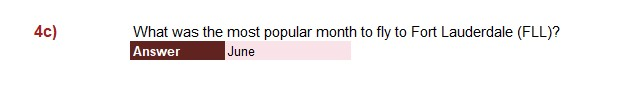 4c) What was the most popular month to fly to Fort Lauderdale (FLL)?
Answer June